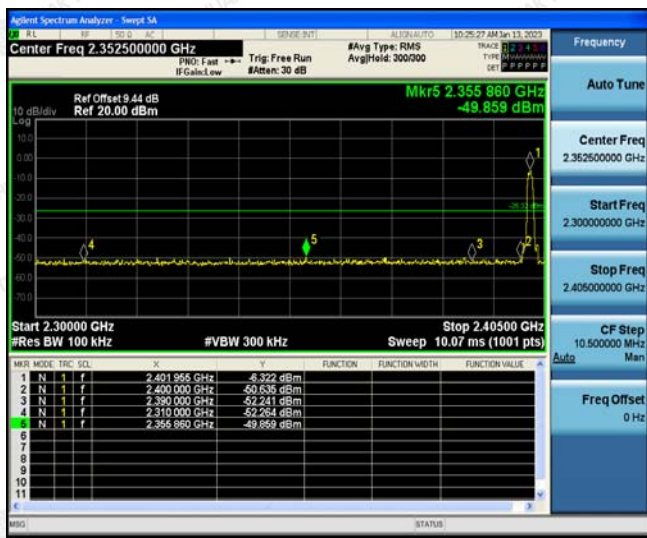 Agilent Spectrum Analyzer - Swept SA
RL RF 50 Ω AC SENSE:INT ALIGN AUTO 10:25:27 AM Jan 13, 2023
Center Freq 2.352500000 GHz
PNO: Fast Trig: Free Run
IFGain:Low #Atten: 30 dB
#Avg Type: RMS
Avg|Hold: 300/300
TRACE 1 2 3 4 5 6
TYPE
DET P P P P P P
Ref Offset 9.44 dB
10 dB/div Ref 20.00 dBm
Log
Mkr5 2.355 860 GHz
-49.859 dBm
10.0
0.00
-10.0
-20.0
-30.0
-40.0
-50.0
-60.0
-70.0
1
2
3
4
5
Start 2.30000 GHz Stop 2.40500 GHz
#Res BW 100 kHz #VBW 300 kHz Sweep 10.07 ms (1001 pts)
MKR MODE TRC SCL X Y FUNCTION FUNCTION WIDTH FUNCTION VALUE
1 N 1 f 2.401 955 GHz -6.322 dBm
2 N 1 f 2.400 000 GHz -50.635 dBm
3 N 1 f 2.390 000 GHz -52.241 dBm
4 N 1 f 2.310 000 GHz -52.264 dBm
5 N 1 f 2.355 860 GHz -49.859 dBm
6
7
8
9
10
11
MSG STATUS
Frequency
Auto Tune
Center Freq
2.352500000 GHz
Start Freq
2.300000000 GHz
Stop Freq
2.405000000 GHz
CF Step
10.500000 MHz
Auto Man
Freq Offset
0 Hz